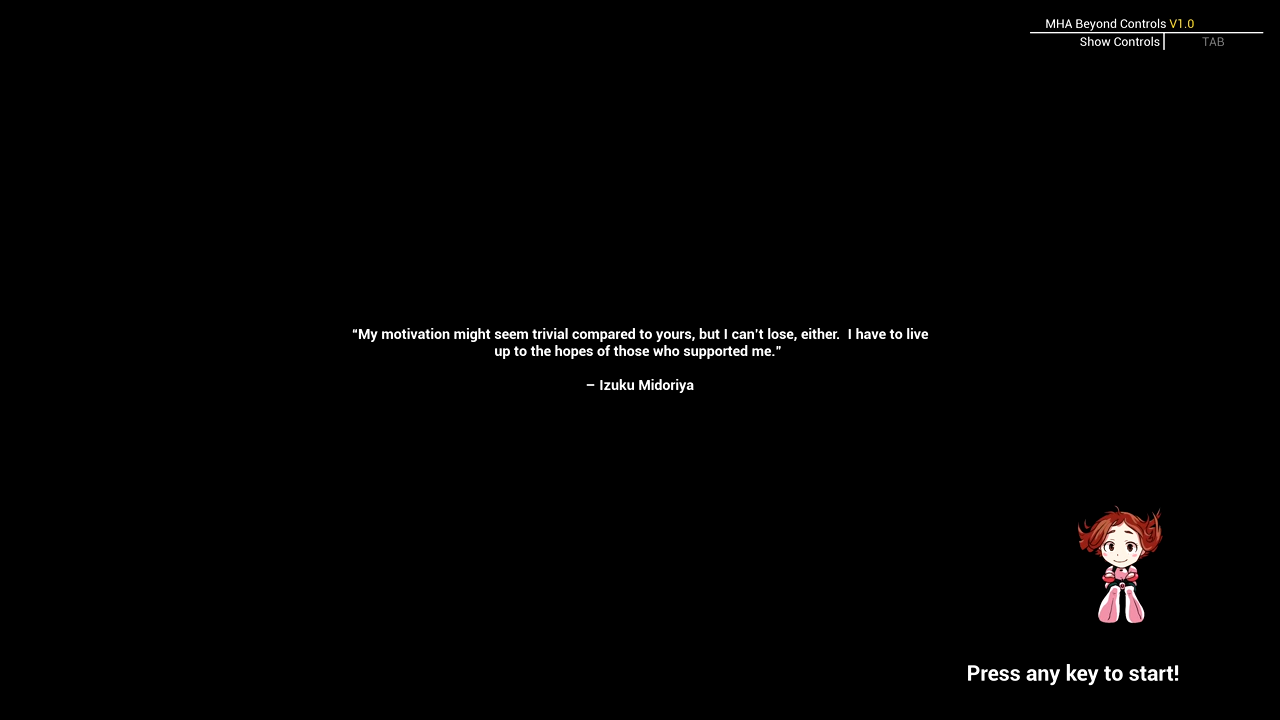 MHA Beyond Controls V1.0
Show Controls TAB
“My motivation might seem trivial compared to yours, but I can't lose, either.  I have to live
up to the hopes of those who supported me.”
– Izuku Midoriya
Press any key to start!